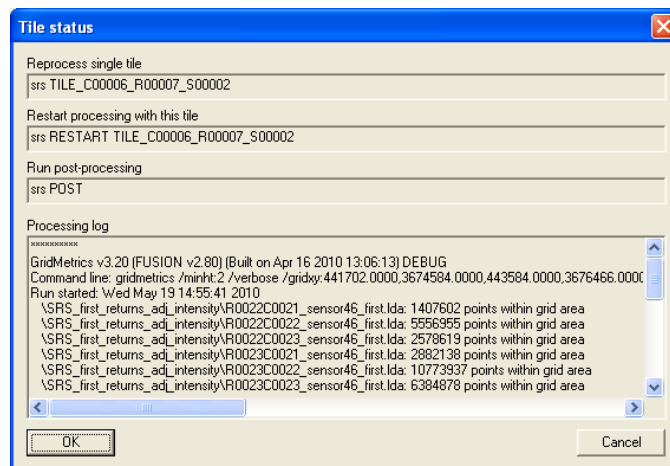 Tile status
Reprocess single tile
srs TILE_C00006_R00007_S00002
Restart processing with this tile
srs RESTART TILE_C00006_R00007_S00002
Run post-processing
srs POST
Processing log
**********
GridMetrics v3.20 (FUSION v2.80) (Built on Apr 16 2010 13:06:13) DEBUG
Command line: gridmetrics /minht:2 /verbose /gridxy:441702.0000,3674584.0000,443584.0000,3676466.0000
Run started: Wed May 19 14:55:41 2010
\SRS_first_returns_adj_intensity\R0022C0021_sensor46_first.lda: 1407602 points within grid area
\SRS_first_returns_adj_intensity\R0022C0022_sensor46_first.lda: 5556955 points within grid area
\SRS_first_returns_adj_intensity\R0022C0023_sensor46_first.lda: 2578619 points within grid area
\SRS_first_returns_adj_intensity\R0023C0021_sensor46_first.lda: 2882138 points within grid area
\SRS_first_returns_adj_intensity\R0023C0022_sensor46_first.lda: 10773937 points within grid area
\SRS_first_returns_adj_intensity\R0023C0023_sensor46_first.lda: 6384878 points within grid area
OK
Cancel